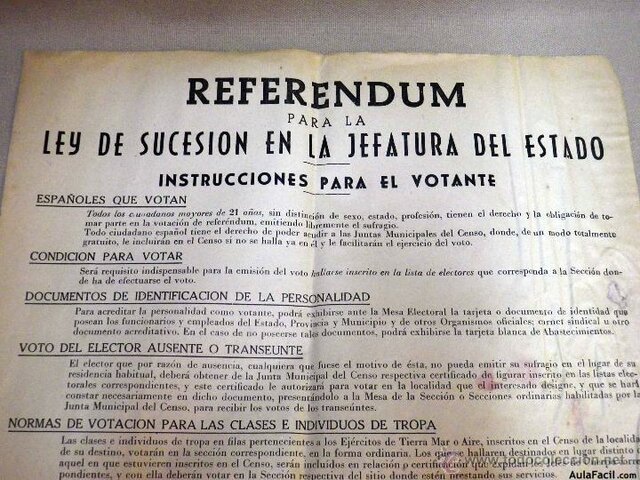 REFERENDUM
PARA LA
LEY DE SUCESION EN LA JEFATURA DEL ESTADO
INSTRUCCIONES PARA EL VOTANTE
ESPAÑOLES QUE VOTAN
Todos los ciudadanos mayores de 21 años, sin distinción de sexo, estado, profesión, tienen el derecho y la obligación de to-
mar parte en la votación de referéndum, emitiendo libremente el sufragio.
Todo ciudadano español tiene el derecho de poder acudir a las Juntas Municipales del Censo, donde, de un modo totalmente
gratuito, le incluirán en el Censo si no se halla ya en él y le facilitarán el ejercicio del voto.
CONDICION PARA VOTAR
Será requisito indispensable para la emisión del voto hallarse inscrito en la lista de electores que corresponda a la Sección don-
de ha de efectuarse el voto.
DOCUMENTOS DE IDENTIFICACION DE LA PERSONALIDAD
Para acreditar la personalidad como votante, podrá exhibirse ante la Mesa Electoral la tarjeta o documento de identidad que
posean los funcionarios y empleados del Estado, Provincia y Municipio y de otros Organismos oficiales; carnet sindical u otro
documento acreditativo. En el caso de no poseerse tales documentos, podrá exhibirse la tarjeta blanca de Abastecimientos.
VOTO DEL ELECTOR AUSENTE O TRANSEUNTE
El elector que por razón de ausencia, cualquiera que fuese el motivo de ésta, no pueda emitir su sufragio en el lugar de su
residencia habitual, deberá obtener de la Junta Municipal del Censo respectiva certificado de figurar inscrito en las listas elec-
torales correspondientes, y este certificado le autorizará para votar en la localidad que el interesado designe, y que se hará
constar necesariamente en dicho documento, presentándolo a la Mesa de la Sección o Secciones ordinarias habilitadas por la
Junta Municipal del Censo, para recibir los votos de los transeúntes.
NORMAS DE VOTACION PARA LAS CLASES E INDIVIDUOS DE TROPA
Las clases e individuos de tropa en filas pertenecientes a los Ejércitos de Tierra Mar o Aire, inscritos en el Censo de la localidad
de su destino, votarán en la sección correspondiente, en la forma ordinaria. Los que se hallaren destinados en lugar distinto
del en que estuvieren inscritos en el Censo, serán incluidos en relación certificada que expidan los Jefes de Cuerpo
y con ella deberán votar en la Sección respectiva del sitio donde estén prestando sus servicios.
www.todocoleccion.net
AulaFacil.com